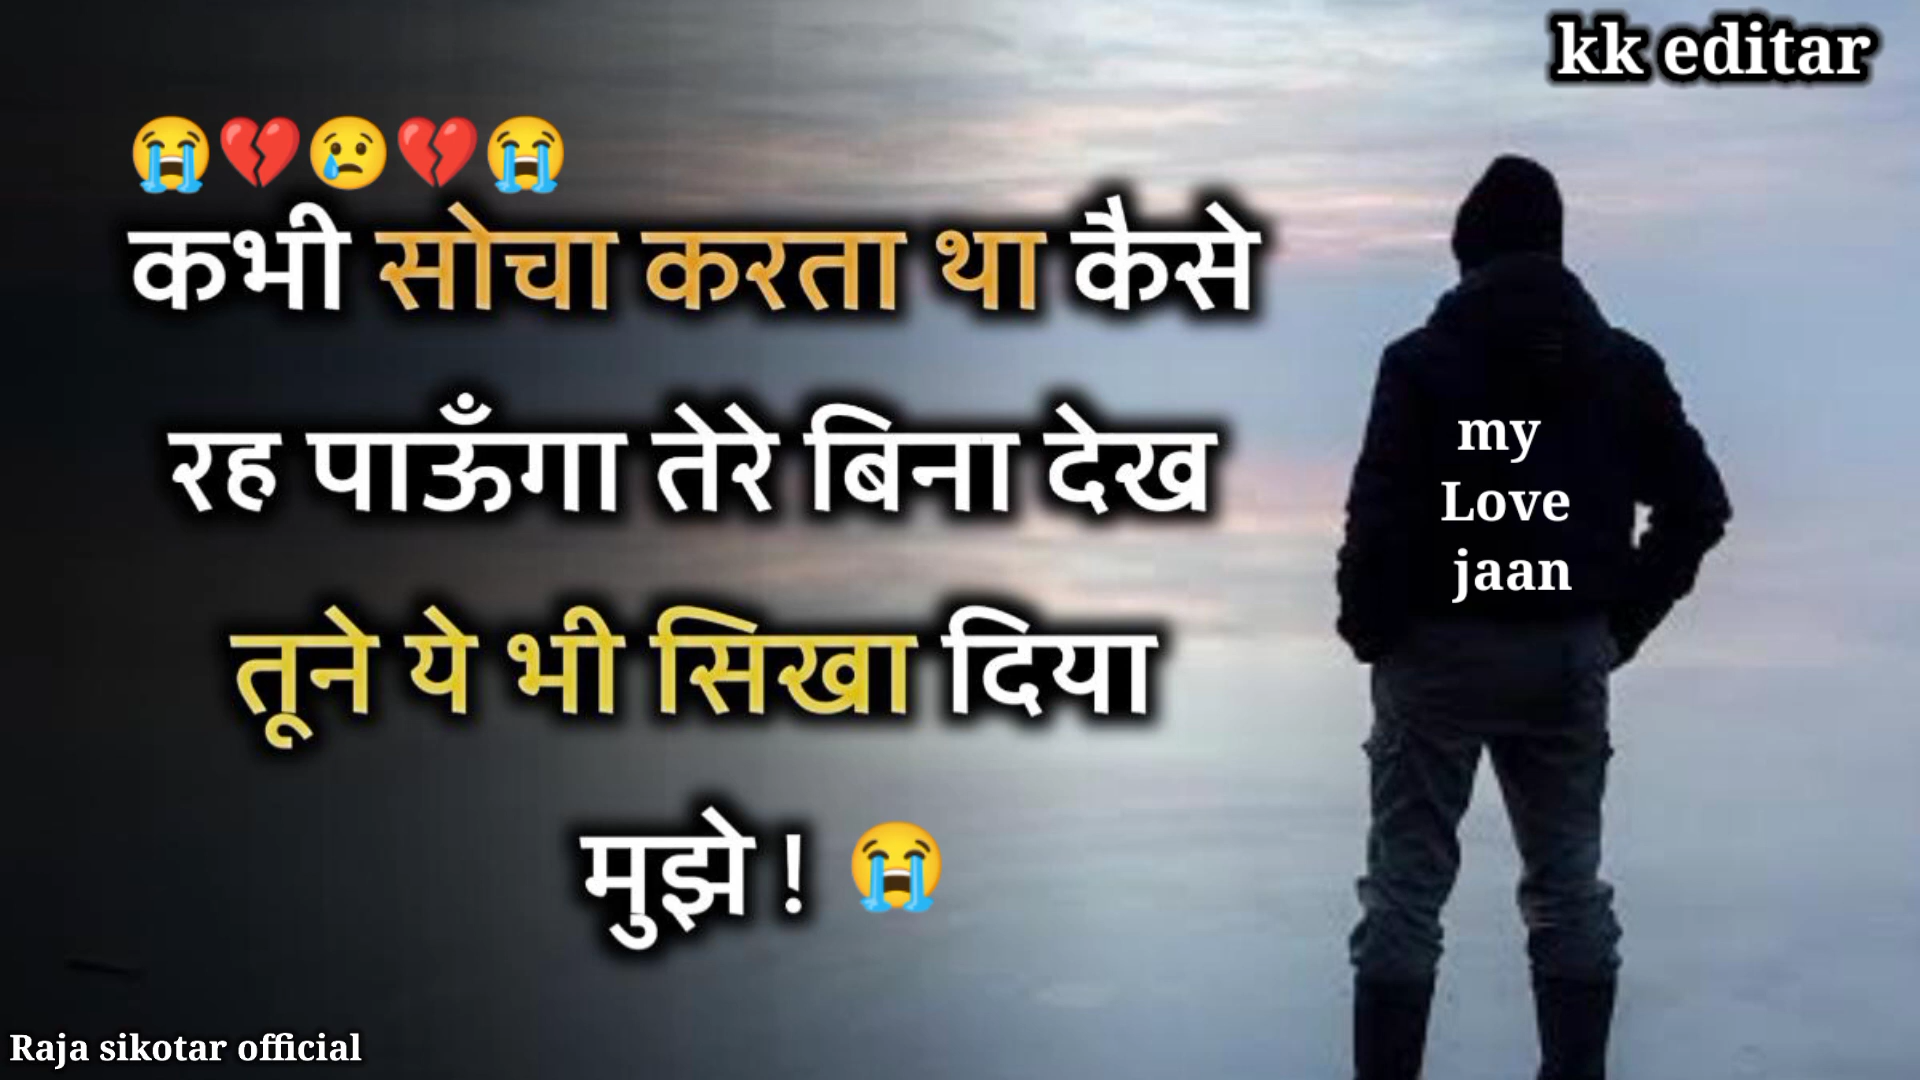 kk editar
😭💔😢💔😭
कभी सोचा करता था कैसे
रह पाऊँगा तेरे बिना देख
तूने ये भी सिखा दिया
मुझे ! 😭
my
Love
jaan
Raja sikotar official